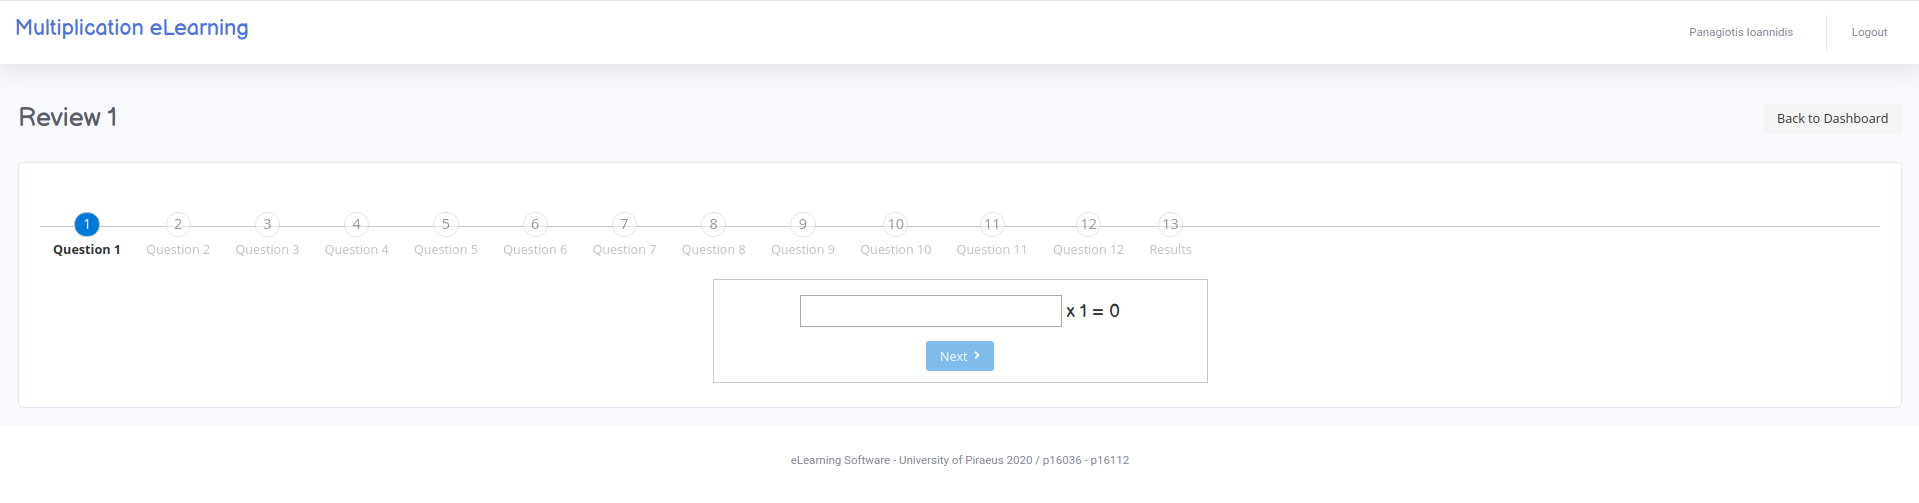 Multiplication eLearning
Panagiotis Ioannidis
Logout
Review 1
Back to Dashboard
1 2 3 4 5 6 7 8 9 10 11 12 13
Question 1 Question 2 Question 3 Question 4 Question 5 Question 6 Question 7 Question 8 Question 9 Question 10 Question 11 Question 12 Results
x 1 = 0
Next
eLearning Software - University of Piraeus 2020 / p16036 - p16112